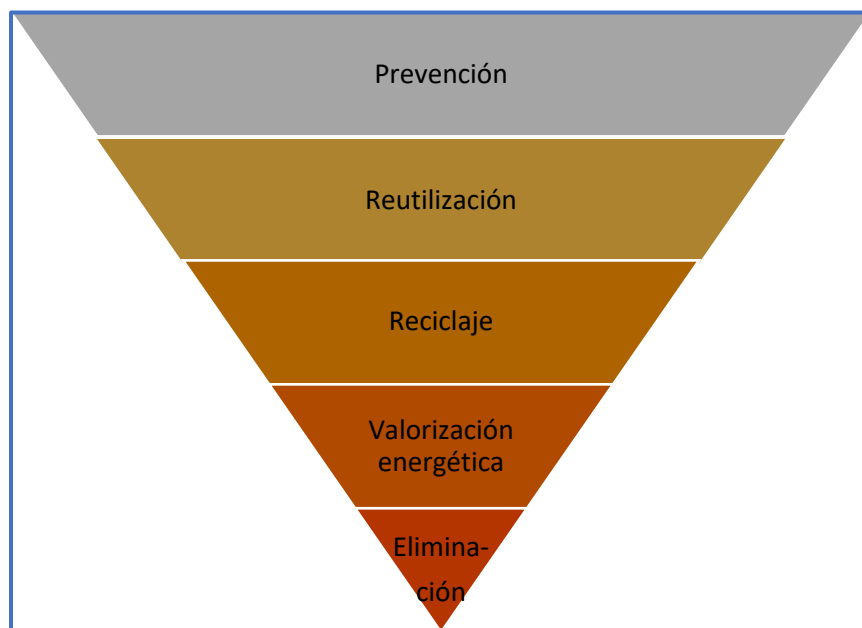 Prevención
Reutilización
Reciclaje
Valorización
energética
Elimina-
ción